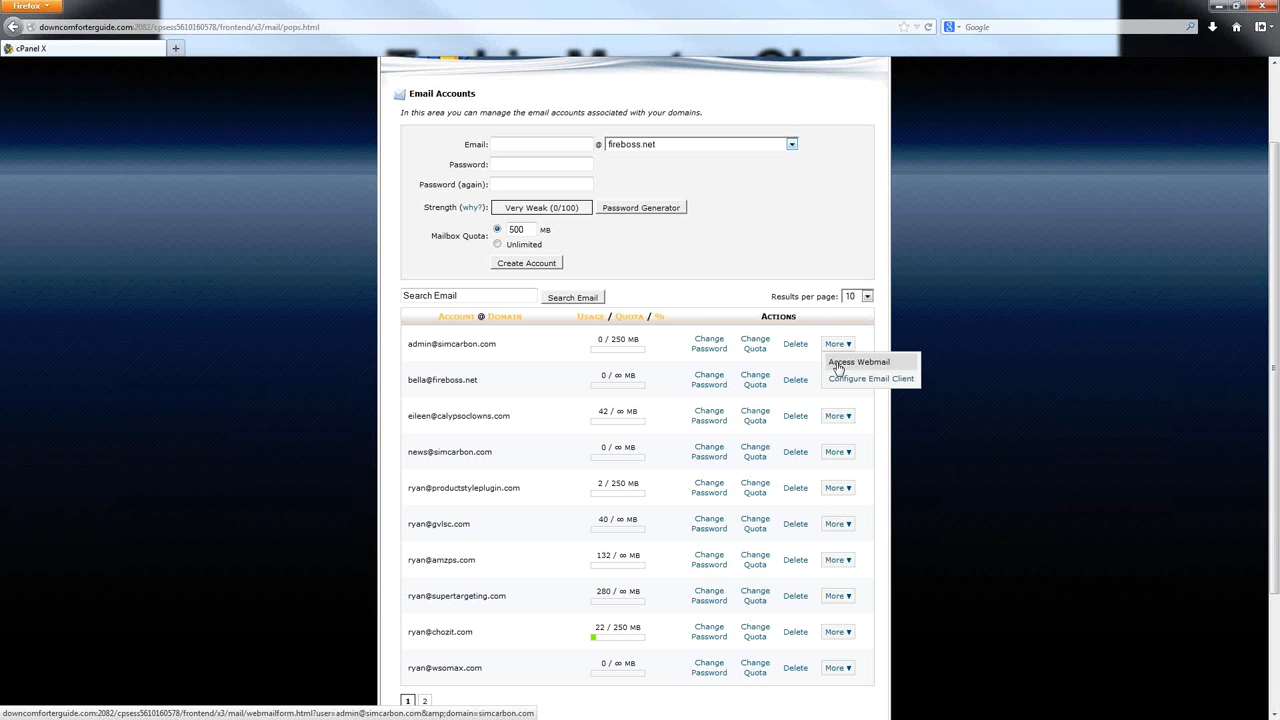 Firefox
downcomforterguide.com:2082/cpsess5610160578/frontend/x3/mail/pops.html
Google
cPanel X
Email Accounts
In this area you can manage the email accounts associated with your domains.
Email: @ fireboss.net
Password:
Password (again):
Strength (why?): Very Weak (0/100) Password Generator
Mailbox Quota: 500 MB
Unlimited
Create Account
Search Email Search Email Results per page: 10
Account @ Domain Usage / Quota / % Actions
admin@simcarbon.com 0 / 250 MB Change Password Change Quota Delete More ▼
Access Webmail
Configure Email Client
bella@fireboss.net 0 / ∞ MB Change Password Change Quota Delete
eileen@calypsoclowns.com 42 / ∞ MB Change Password Change Quota Delete More ▼
news@simcarbon.com 0 / ∞ MB Change Password Change Quota Delete More ▼
ryan@productstyleplugin.com 2 / 250 MB Change Password Change Quota Delete More ▼
ryan@gvlsc.com 40 / ∞ MB Change Password Change Quota Delete More ▼
ryan@amzps.com 132 / ∞ MB Change Password Change Quota Delete More ▼
ryan@supertargeting.com 280 / ∞ MB Change Password Change Quota Delete More ▼
ryan@chozit.com 22 / 250 MB Change Password Change Quota Delete More ▼
ryan@wsomax.com 0 / ∞ MB Change Password Change Quota Delete More ▼
1 2
downcomforterguide.com:2082/cpsess5610160578/frontend/x3/mail/webmailform.html?user=admin@simcarbon.com&amp;domain=simcarbon.com